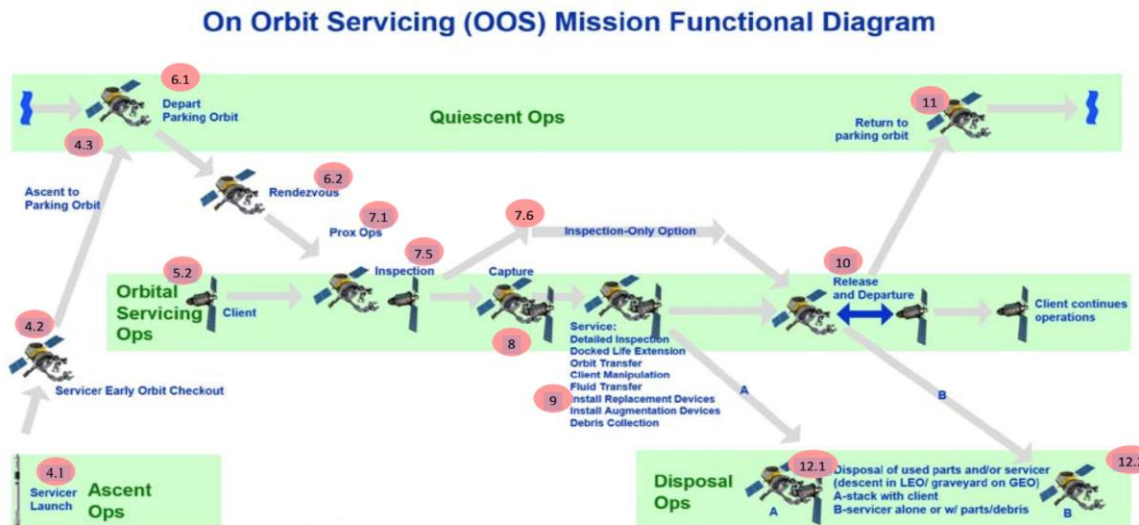 On Orbit Servicing (OOS) Mission Functional Diagram
6.1
Depart
Parking Orbit
Quiescent Ops
11
Return to
parking orbit
4.3
Ascent to
Parking Orbit
6.2
Rendezvous
7.1
Prox Ops
7.6
Inspection-Only Option
7.5
Inspection
5.2
Client
Orbital
Servicing
Ops
Capture
8
10
Release
and Departure
Client continues
operations
4.2
Servicer Early Orbit Checkout
Service:
Detailed Inspection
Docked Life Extension
Orbit Transfer
Client Manipulation
Fluid Transfer
9
Install Replacement Devices
Install Augmentation Devices
Debris Collection
A
B
4.1
Servicer
Launch
Ascent
Ops
Disposal
Ops
12.1
A
Disposal of used parts and/or servicer
(descent in LEO/ graveyard on GEO)
A-stack with client
B-servicer alone or w/ parts/debris
12.2
B